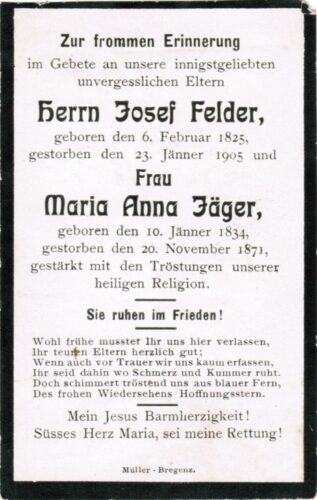 Zur frommen Erinnerung
im Gebete an unsere innigstgeliebten
unvergesslichen Eltern
Herrn Josef Felder,
geboren den 6. Februar 1825,
gestorben den 23. Jänner 1905 und
Frau
Maria Anna Jäger,
geboren den 10. Jänner 1834,
gestorben den 20. November 1871,
gestärkt mit den Tröstungen unserer
heiligen Religion.
Sie ruhen im Frieden!
Wohl frühe musstet Ihr uns hier verlassen,
Ihr teuren Eltern herzlich gut;
Wenn auch vor Trauer wir uns kaum erfassen,
Ihr seid dahin wo Schmerz und Kummer ruht.
Doch schimmert tröstend uns aus blauer Fern,
Des frohen Wiedersehens Hoffnungsstern.
Mein Jesus Barmherzigkeit!
Süsses Herz Maria, sei meine Rettung!
Müller-Bregenz.